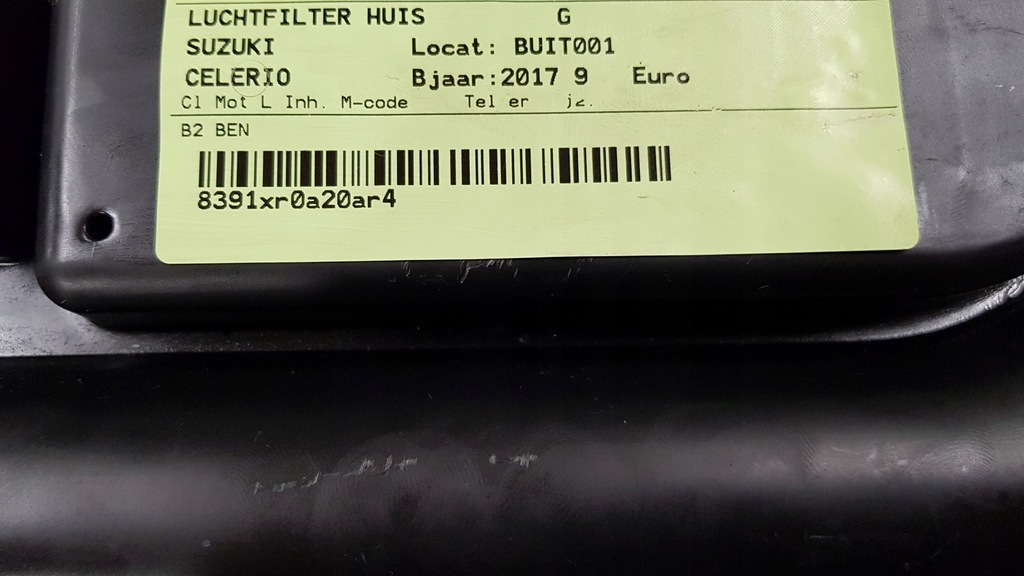 LUCHTFILTER HUIS G
SUZUKI Locat: BUIT001
CELERIO Bjaar:2017 9 Euro
Cl Mot L Inh. M-code Tel er
B2 BEN
8391xr0a20ar4